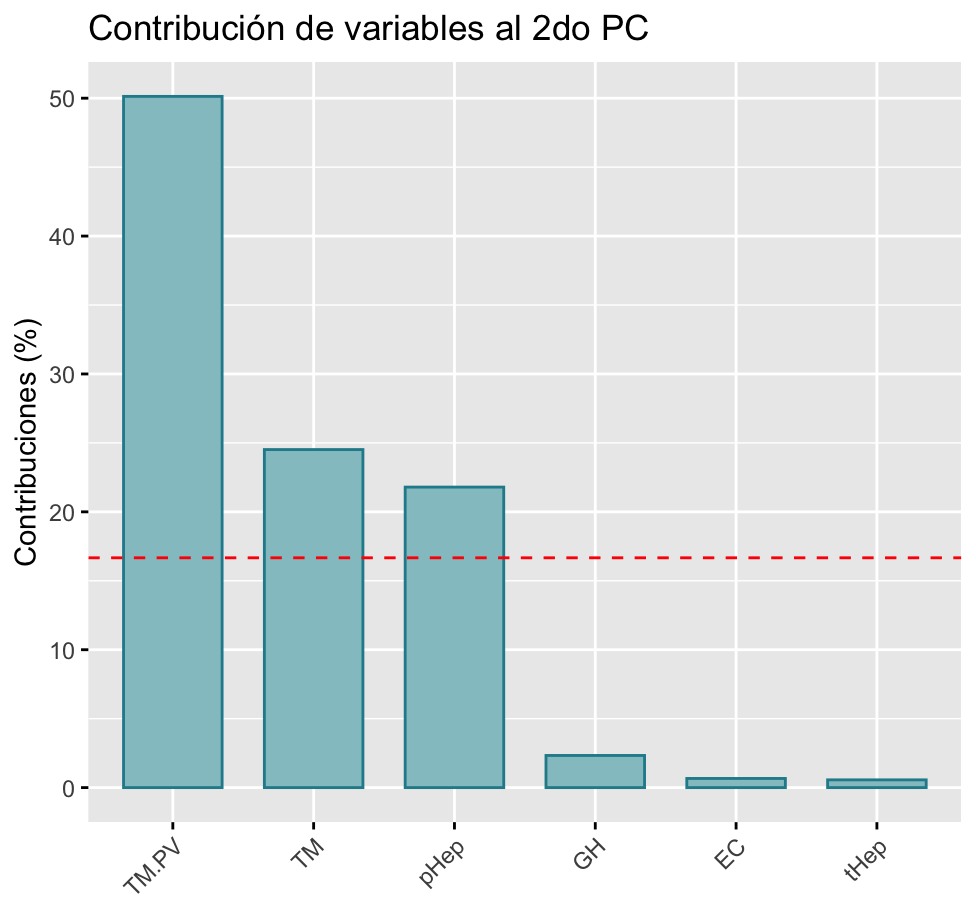 Contribución de variables al 2do PC
Contribuciones (%)
50
40
30
20
10
0
TM.PV
TM
pHep
GH
EC
tHep